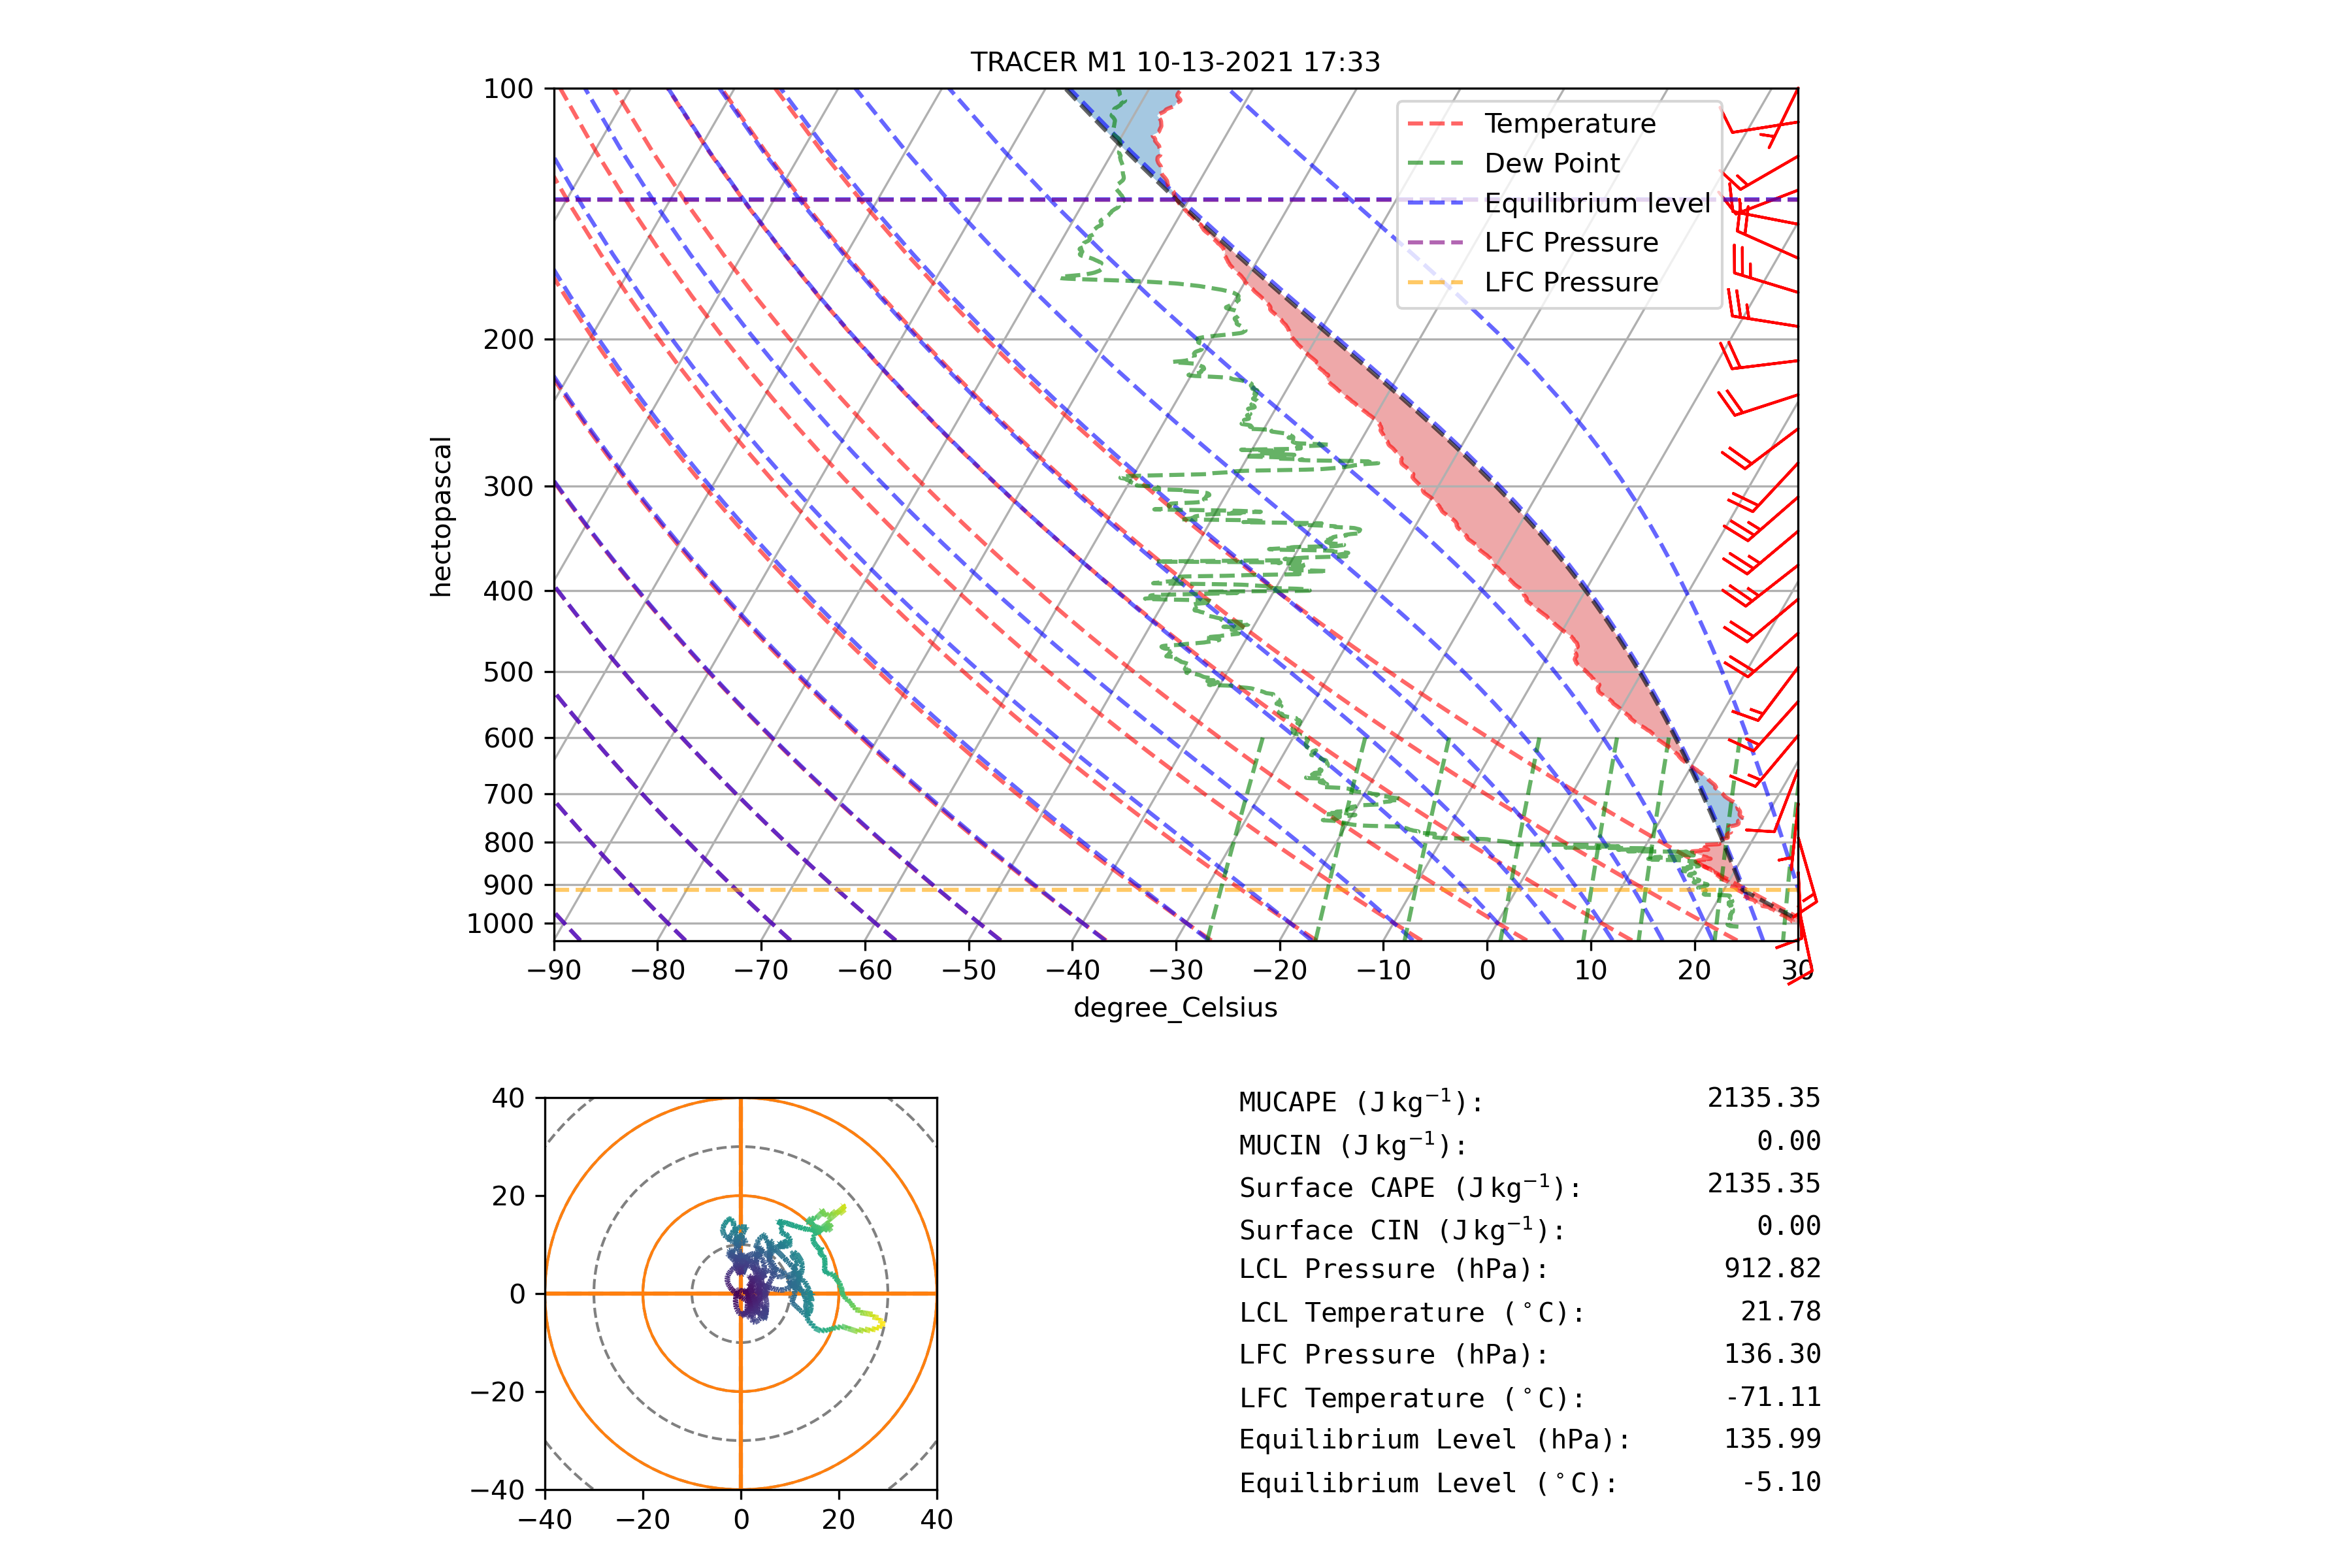 TRACER M1 10-13-2021 17:33
100
200
300
400
500
600
700
800
900
1000
hectopascal
Temperature
Dew Point
Equilibrium level
LFC Pressure
LFC Pressure
−90 −80 −70 −60 −50 −40 −30 −20 −10 0 10 20 30
degree_Celsius
40
20
0
−20
−40
−40 −20 0 20 40
MUCAPE (J kg⁻¹): 2135.35
MUCIN (J kg⁻¹): 0.00
Surface CAPE (J kg⁻¹): 2135.35
Surface CIN (J kg⁻¹): 0.00
LCL Pressure (hPa): 912.82
LCL Temperature (°C): 21.78
LFC Pressure (hPa): 136.30
LFC Temperature (°C): -71.11
Equilibrium Level (hPa): 135.99
Equilibrium Level (°C): -5.10